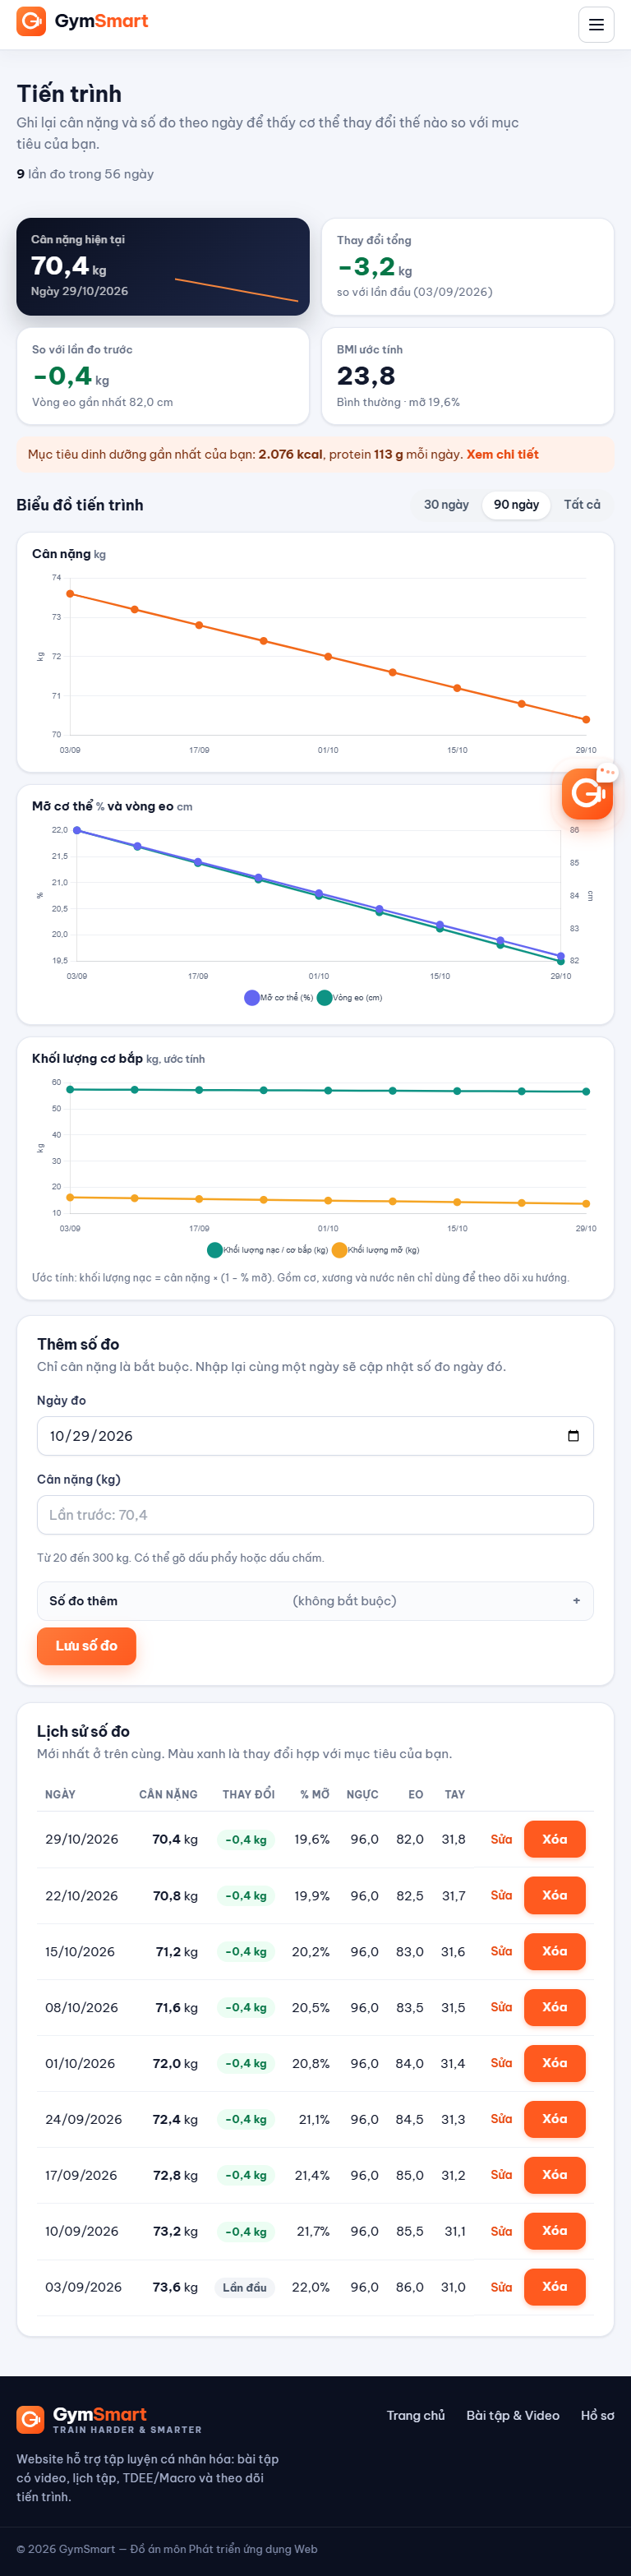 GymSmart
Tiến trình
Ghi lại cân nặng và số đo theo ngày để thấy cơ thể thay đổi thế nào so với mục
tiêu của bạn.
9 lần đo trong 56 ngày
Cân nặng hiện tại
70,4 kg
Ngày 29/10/2026
Thay đổi tổng
−3,2 kg
so với lần đầu (03/09/2026)
So với lần đo trước
−0,4 kg
Vòng eo gần nhất 82,0 cm
BMI ước tính
23,8
Bình thường · mỡ 19,6%
Mục tiêu dinh dưỡng gần nhất của bạn: 2.076 kcal, protein 113 g mỗi ngày. Xem chi tiết
Biểu đồ tiến trình
30 ngày 90 ngày Tất cả
Cân nặng kg
74
73
72
71
70
kg
03/09 17/09 01/10 15/10 29/10
Mỡ cơ thể % và vòng eo cm
22,0
21,5
21,0
20,5
20,0
19,5
%
86
85
84
83
82
cm
03/09 17/09 01/10 15/10 29/10
Mỡ cơ thể (%) Vòng eo (cm)
Khối lượng cơ bắp kg, ước tính
60
50
40
30
20
10
kg
03/09 17/09 01/10 15/10 29/10
Khối lượng nạc / cơ bắp (kg) Khối lượng mỡ (kg)
Ước tính: khối lượng nạc = cân nặng × (1 − % mỡ). Gồm cơ, xương và nước nên chỉ dùng để theo dõi xu hướng.
Thêm số đo
Chỉ cân nặng là bắt buộc. Nhập lại cùng một ngày sẽ cập nhật số đo ngày đó.
Ngày đo
10/29/2026
Cân nặng (kg)
Lần trước: 70,4
Từ 20 đến 300 kg. Có thể gõ dấu phẩy hoặc dấu chấm.
Số đo thêm (không bắt buộc) +
Lưu số đo
Lịch sử số đo
Mới nhất ở trên cùng. Màu xanh là thay đổi hợp với mục tiêu của bạn.
NGÀY CÂN NẶNG THAY ĐỔI % MỠ NGỰC EO TAY
29/10/2026 70,4 kg −0,4 kg 19,6% 96,0 82,0 31,8 Sửa Xóa
22/10/2026 70,8 kg −0,4 kg 19,9% 96,0 82,5 31,7 Sửa Xóa
15/10/2026 71,2 kg −0,4 kg 20,2% 96,0 83,0 31,6 Sửa Xóa
08/10/2026 71,6 kg −0,4 kg 20,5% 96,0 83,5 31,5 Sửa Xóa
01/10/2026 72,0 kg −0,4 kg 20,8% 96,0 84,0 31,4 Sửa Xóa
24/09/2026 72,4 kg −0,4 kg 21,1% 96,0 84,5 31,3 Sửa Xóa
17/09/2026 72,8 kg −0,4 kg 21,4% 96,0 85,0 31,2 Sửa Xóa
10/09/2026 73,2 kg −0,4 kg 21,7% 96,0 85,5 31,1 Sửa Xóa
03/09/2026 73,6 kg Lần đầu 22,0% 96,0 86,0 31,0 Sửa Xóa
GymSmart
TRAIN HARDER & SMARTER
Trang chủ Bài tập & Video Hồ sơ
Website hỗ trợ tập luyện cá nhân hóa: bài tập
có video, lịch tập, TDEE/Macro và theo dõi
tiến trình.
© 2026 GymSmart — Đồ án môn Phát triển ứng dụng Web